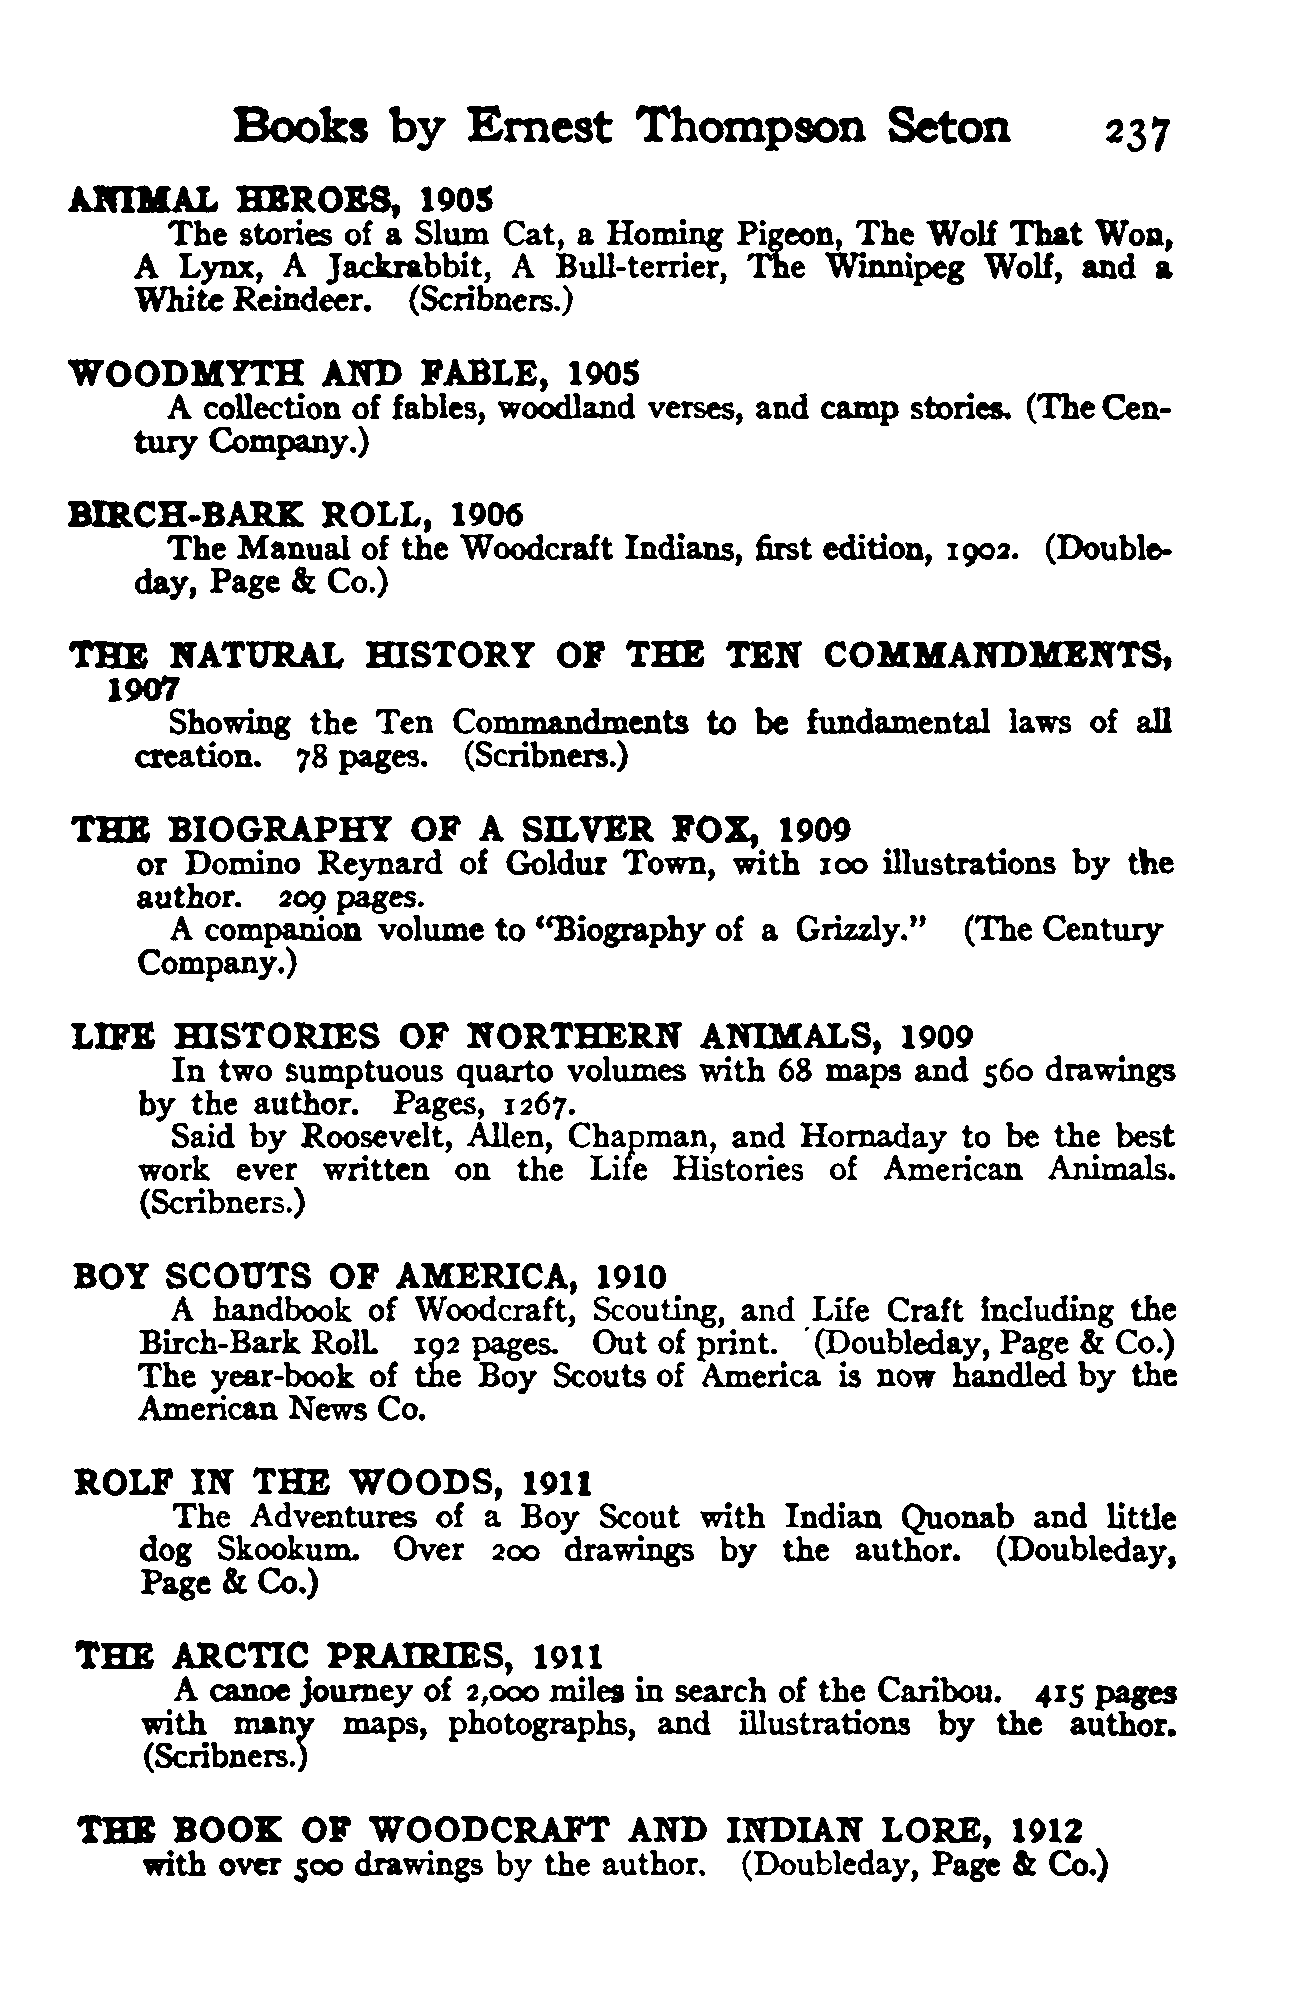 Books by Ernest Thompson Seton 237
ANIMAL HEROES, 1905
The stories of a Slum Cat, a Homing Pigeon, The Wolf That Won,
A Lynx, A Jackrabbit, A Bull-terrier, The Winnipeg Wolf, and a
White Reindeer. (Scribners.)
WOODMYTH AND FABLE, 1905
A collection of fables, woodland verses, and camp stories. (The Cen-
tury Company.)
BIRCH-BARK ROLL, 1906
The Manual of the Woodcraft Indians, first edition, 1902. (Double-
day, Page & Co.)
THE NATURAL HISTORY OF THE TEN COMMANDMENTS,
1907
Showing the Ten Commandments to be fundamental laws of all
creation. 78 pages. (Scribners.)
THE BIOGRAPHY OF A SILVER FOX, 1909
or Domino Reynard of Goldur Town, with 100 illustrations by the
author. 209 pages.
A companion volume to "Biography of a Grizzly." (The Century
Company.)
LIFE HISTORIES OF NORTHERN ANIMALS, 1909
In two sumptuous quarto volumes with 68 maps and 560 drawings
by the author. Pages, 1267.
Said by Roosevelt, Allen, Chapman, and Hornaday to be the best
work ever written on the Life Histories of American Animals.
(Scribners.)
BOY SCOUTS OF AMERICA, 1910
A handbook of Woodcraft, Scouting, and Life Craft including the
Birch-Bark Roll. 192 pages. Out of print. (Doubleday, Page & Co.)
The year-book of the Boy Scouts of America is now handled by the
American News Co.
ROLF IN THE WOODS, 1911
The Adventures of a Boy Scout with Indian Quonab and little
dog Skookum. Over 200 drawings by the author. (Doubleday,
Page & Co.)
THE ARCTIC PRAIRIES, 1911
A canoe journey of 2,000 miles in search of the Caribou. 415 pages
with many maps, photographs, and illustrations by the author.
(Scribners.)
THE BOOK OF WOODCRAFT AND INDIAN LORE, 1912
with over 500 drawings by the author. (Doubleday, Page & Co.)